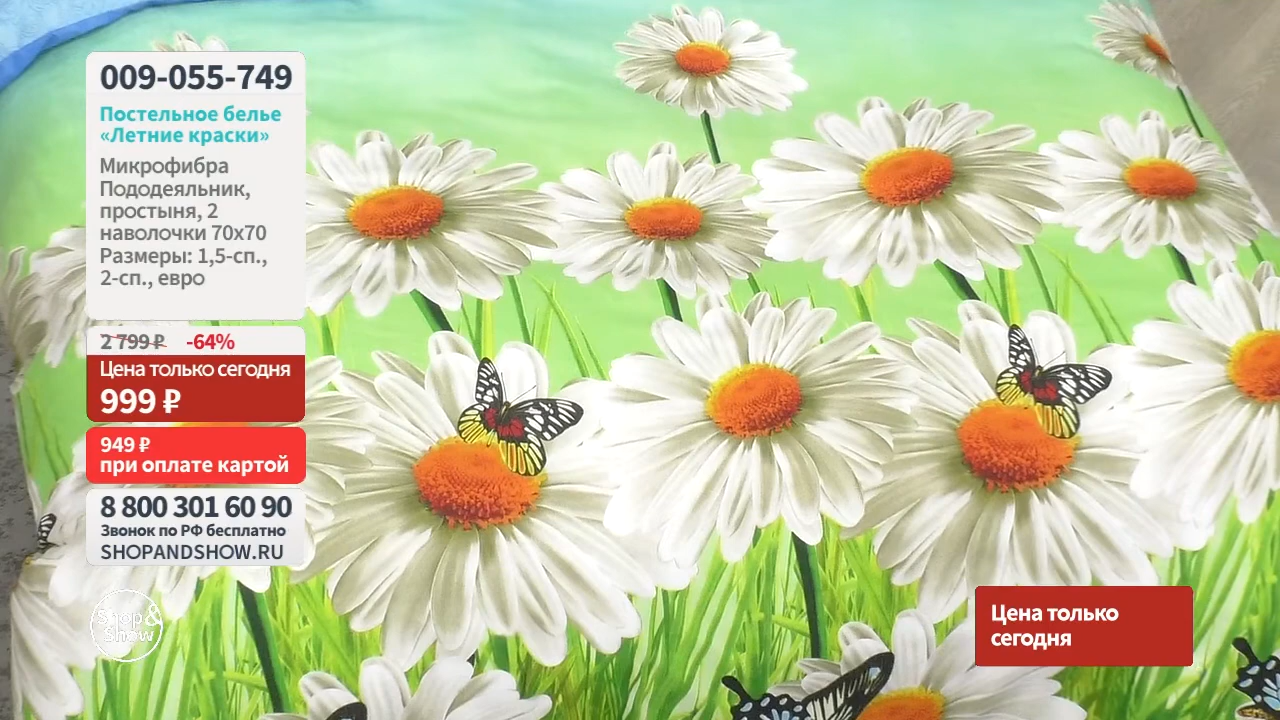 009-055-749
Постельное белье
«Летние краски»
Микрофибра
Пододеяльник,
простыня, 2
наволочки 70х70
Размеры: 1,5-сп.,
2-сп., евро
2 799 ₽ -64%
Цена только сегодня
999 ₽
949 ₽
при оплате картой
8 800 301 60 90
Звонок по РФ бесплатно
SHOPANDSHOW.RU
Shop&
Show
Цена только
сегодня